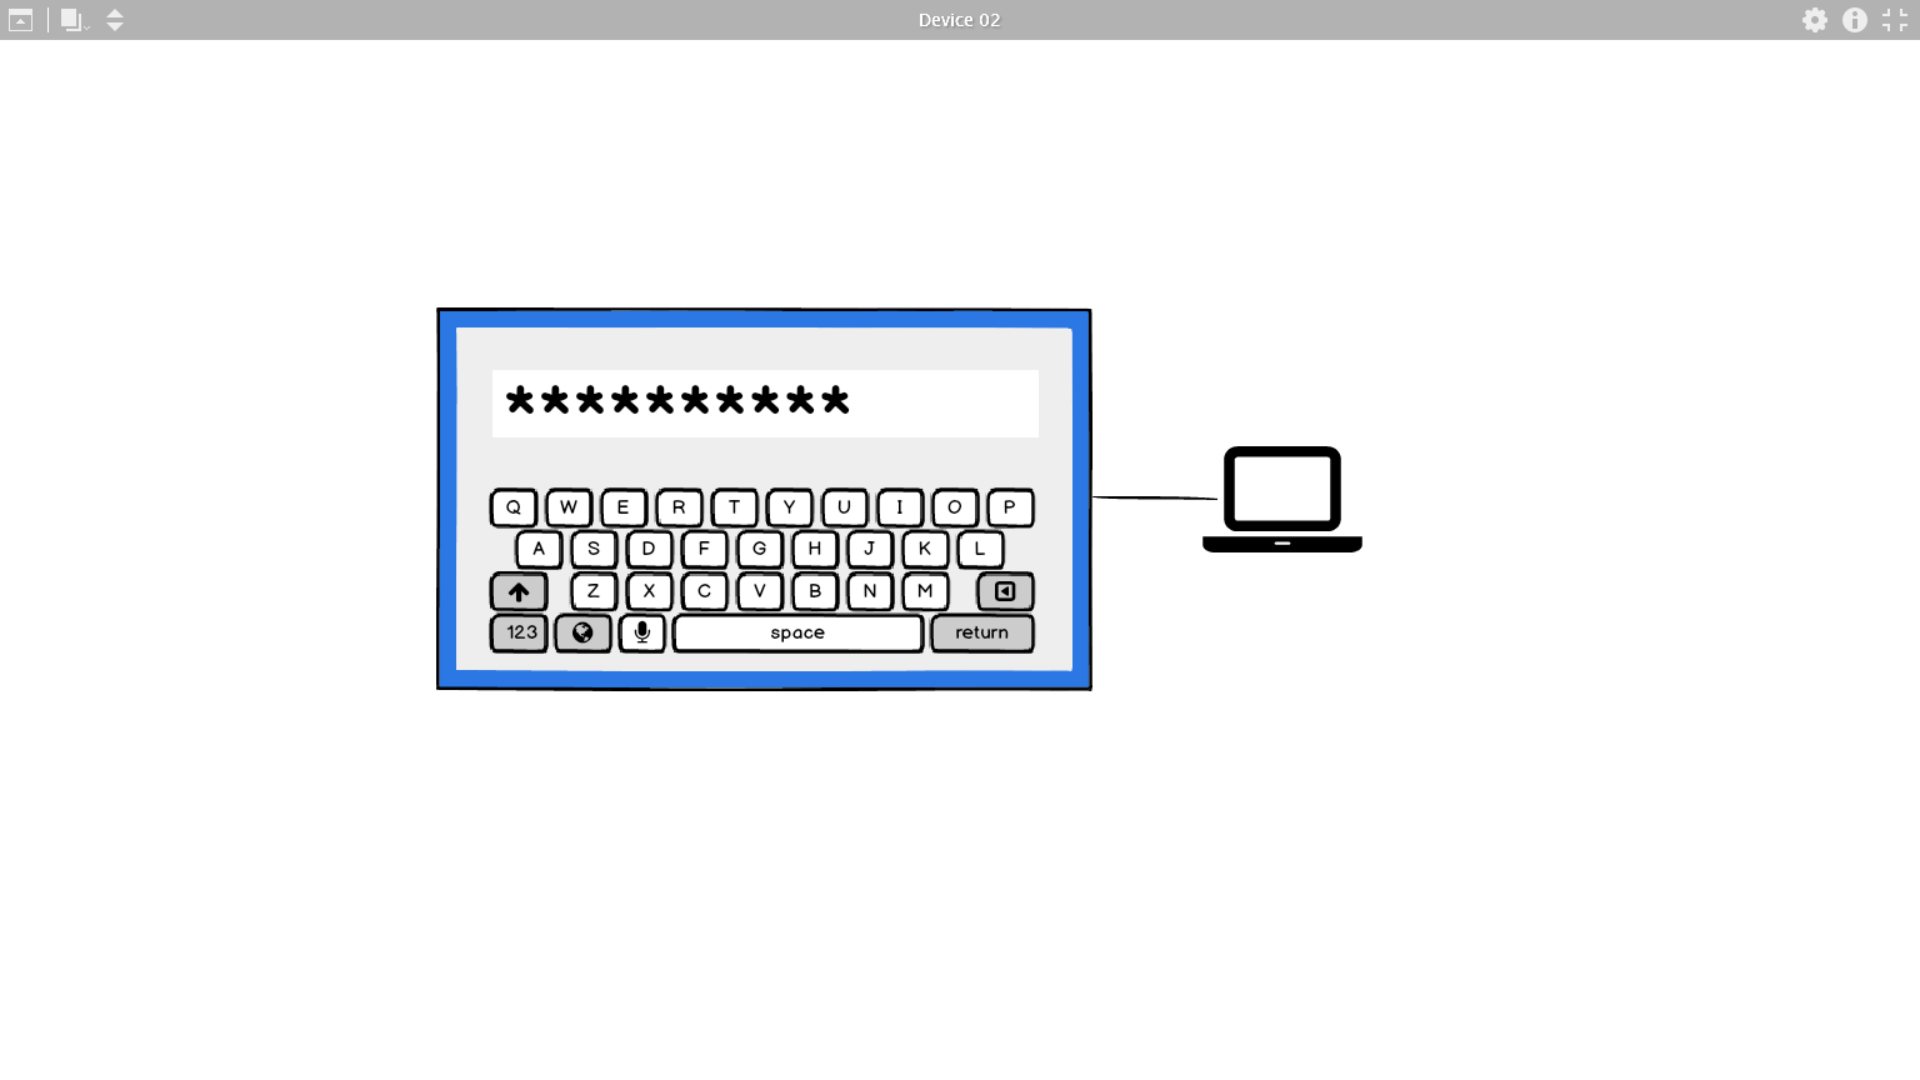 Device 02
**********
Q W E R T Y U I O P
A S D F G H J K L
Z X C V B N M
123 space return